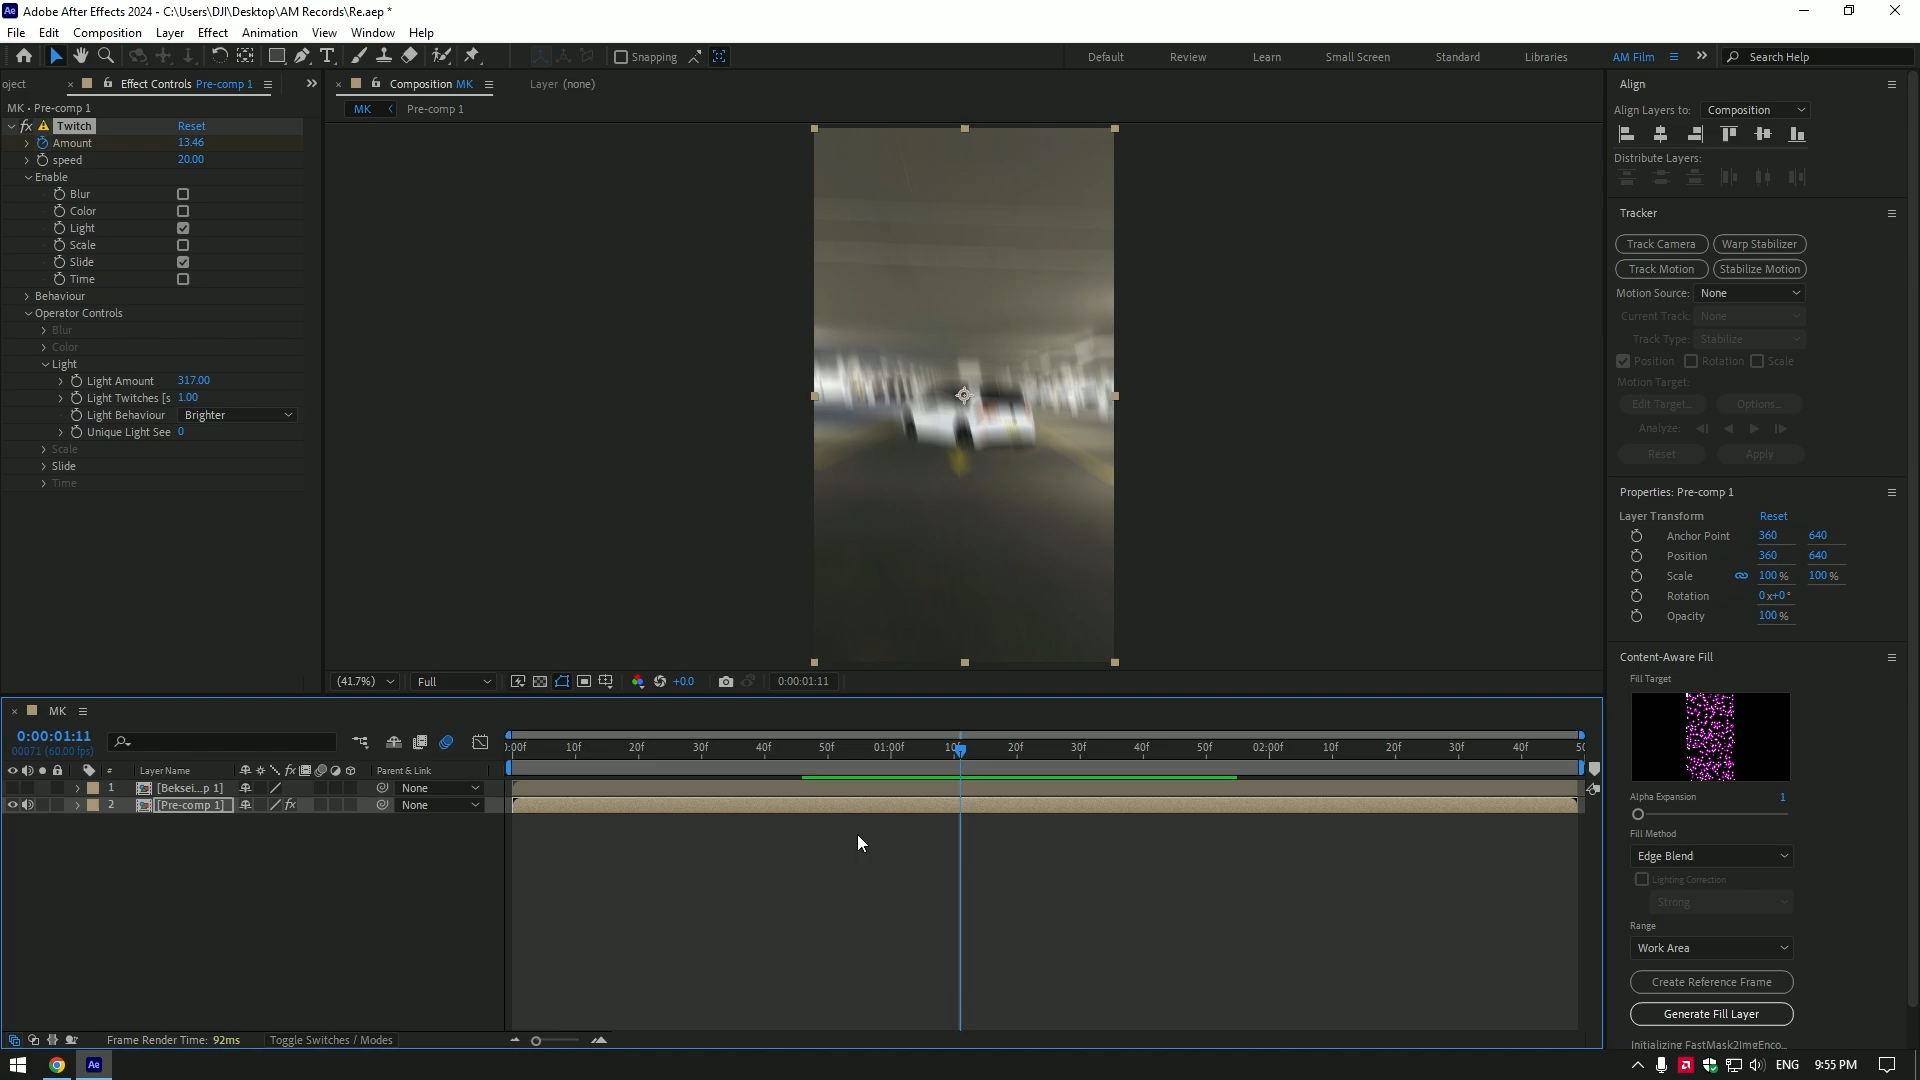 Adobe After Effects 2024 - C:\Users\DJI\Desktop\AM Records\Re.aep *
File Edit Composition Layer Effect Animation View Window Help
Snapping Default Review Learn Small Screen Standard Libraries AM Film Search Help
oject Effect Controls Pre-comp 1
Composition MK
Layer (none)
MK Pre-comp 1
MK • Pre-comp 1
fx Twitch Reset
Amount 13.46
speed 20.00
Enable
Blur
Color
Light
Scale
Slide
Time
Behaviour
Operator Controls
Blur
Color
Light
Light Amount 317.00
Light Twitches [s 1.00
Light Behaviour Brighter
Unique Light See 0
Scale
Slide
Time
(41.7%) Full +0.0 0:00:01:11
Align
Align Layers to: Composition
Distribute Layers:
Tracker
Track Camera Warp Stabilizer
Track Motion Stabilize Motion
Motion Source: None
Current Track: None
Track Type: Stabilize
Position Rotation Scale
Motion Target:
Edit Target... Options...
Analyze:
Reset Apply
Properties: Pre-comp 1
Layer Transform Reset
Anchor Point 360 640
Position 360 640
Scale 100 % 100 %
Rotation 0x+0°
Opacity 100 %
Content-Aware Fill
Fill Target
Alpha Expansion 1
Fill Method
Edge Blend
Lighting Correction
Strong
Range
Work Area
Create Reference Frame
Generate Fill Layer
Initializing FastMask2ImgEnco...
MK
0:00:01:11
00071 (60.00 fps)
:00f 10f 20f 30f 40f 50f 01:00f 10f 20f 30f 40f 50f 02:00f 10f 20f 30f 40f 50
# Layer Name fx Parent & Link
1 [Beksei...p 1] None
2 [Pre-comp 1] fx None
Frame Render Time: 92ms Toggle Switches / Modes
Ae ENG 9:55 PM